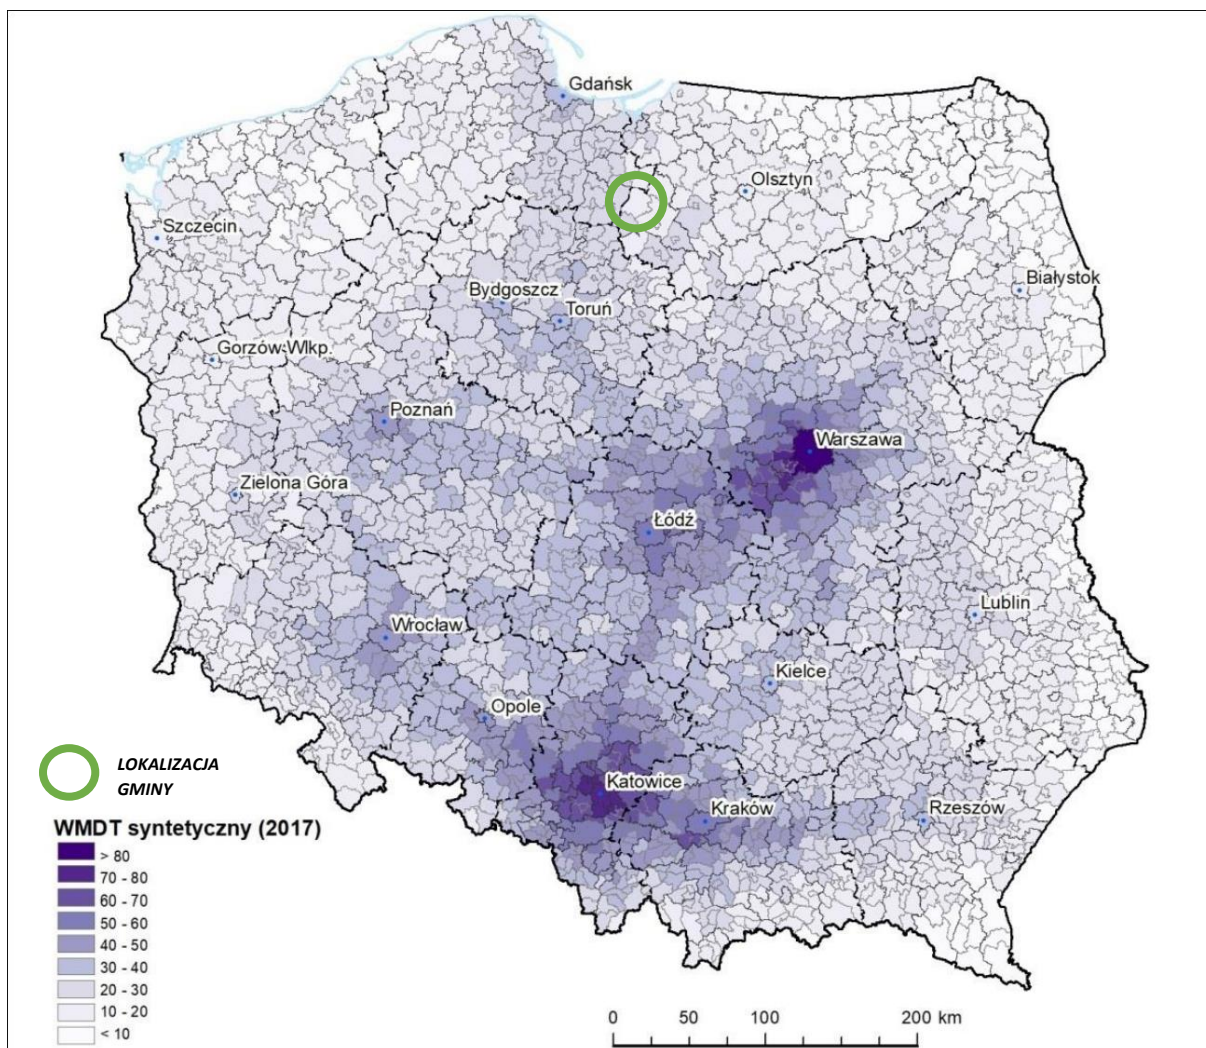 Gdańsk
Olsztyn
Szczecin
Białystok
Bydgoszcz
Toruń
Gorzów Wlkp.
Poznań
Warszawa
Zielona Góra
Łódź
Lublin
Wrocław
Kielce
Opole
LOKALIZACJA
GMINY
Katowice
Kraków
Rzeszów
WMDT syntetyczny (2017)
> 80
70 - 80
60 - 70
50 - 60
40 - 50
30 - 40
20 - 30
10 - 20
< 10
0 50 100 200 km